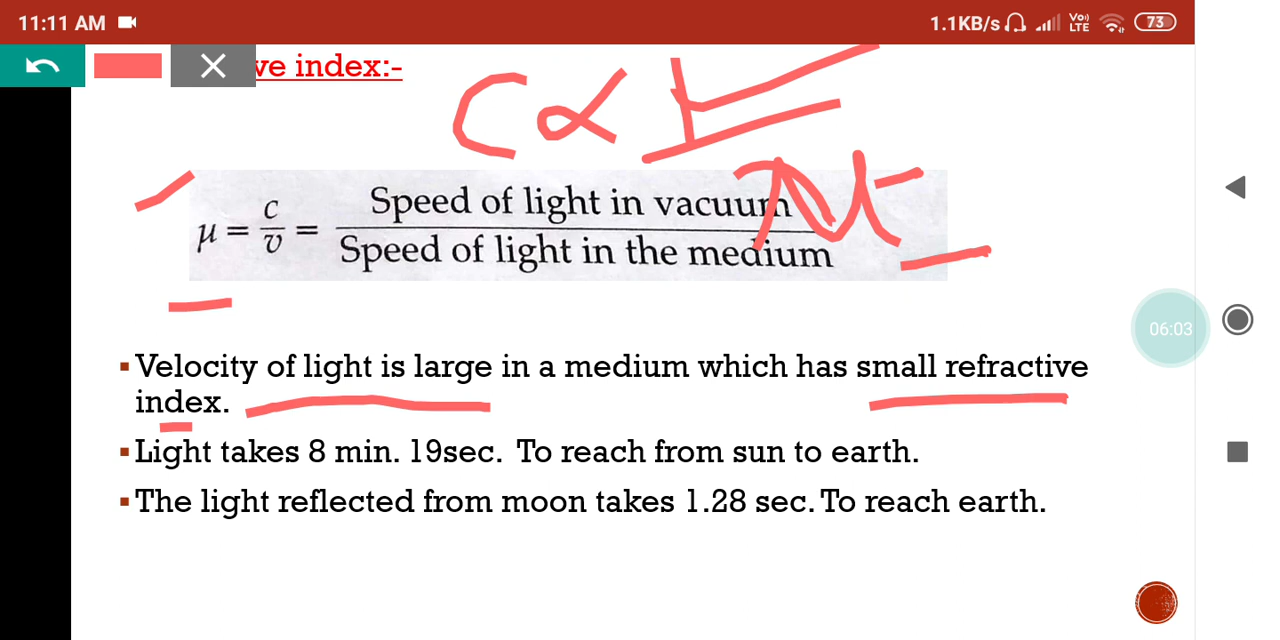 11:11 AM
1.1KB/s Vo) LTE 73
ve index:-
C ∝
μ = c/v = Speed of light in vacuum / Speed of light in the medium
06:03
▪Velocity of light is large in a medium which has small refractive
index.
▪Light takes 8 min. 19sec. To reach from sun to earth.
▪The light reflected from moon takes 1.28 sec. To reach earth.